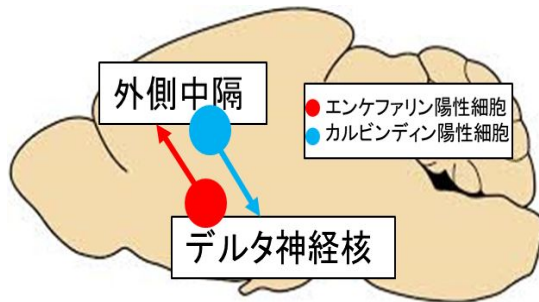 外側中隔
エンケファリン陽性細胞
カルビンディン陽性細胞
デルタ神経核